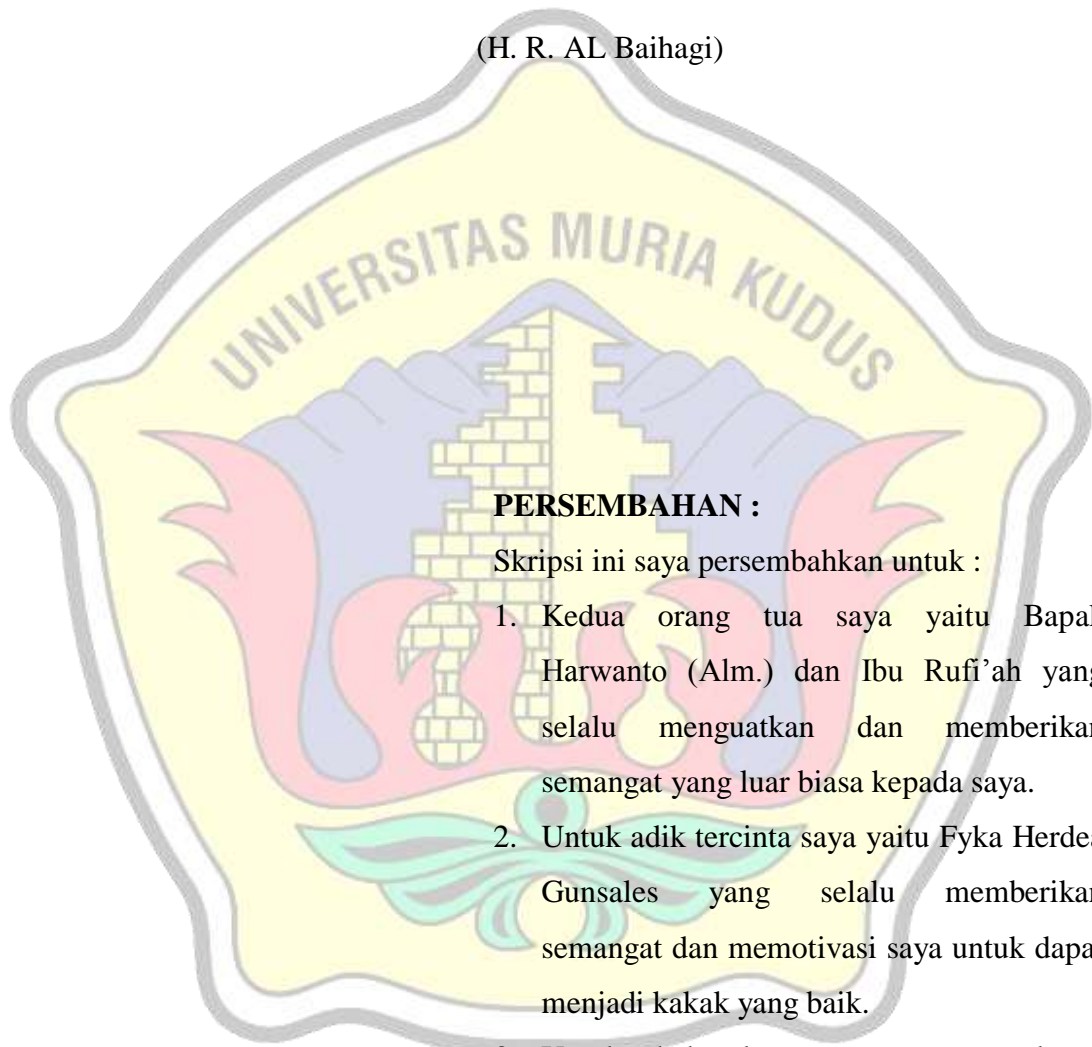 (H. R. AL Baihagi)
UNIVERSITAS MURIA KUDUS
PERSEMBAHAN :
Skripsi ini saya persembahkan untuk :
1. Kedua orang tua saya yaitu
Harwanto (Alm.) dan Ibu Rufi’ah yang
selalu menguatkan dan
semangat yang luar biasa kepada saya.
2. Untuk adik tercinta saya yaitu Fyka
Gunsales yang selalu
semangat dan memotivasi saya untuk
menjadi kakak yang baik.